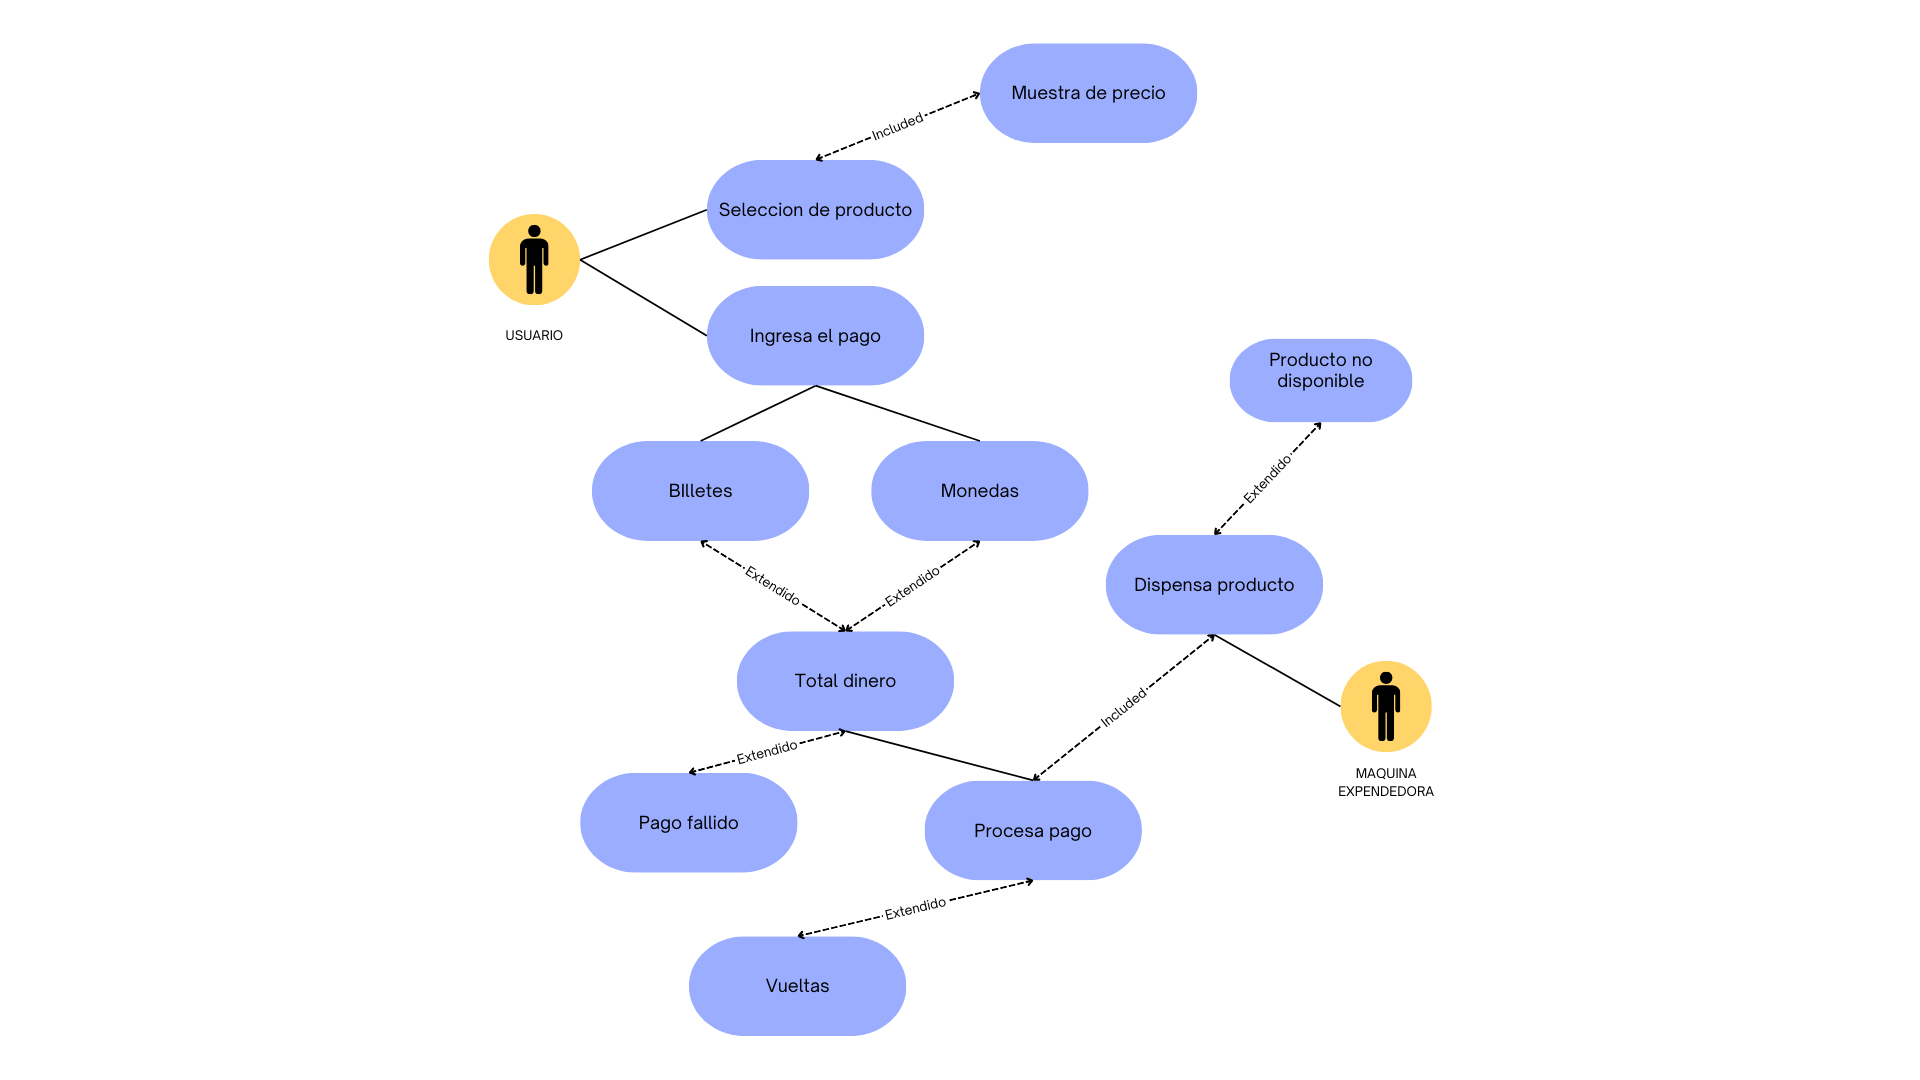 Muestra de precio
Included
Seleccion de producto
USUARIO
Ingresa el pago
Producto no
disponible
Extendido
BIlletes
Monedas
Extendido
Extendido
Dispensa producto
Total dinero
Included
Extendido
MAQUINA
EXPENDEDORA
Pago fallido
Procesa pago
Extendido
Vueltas